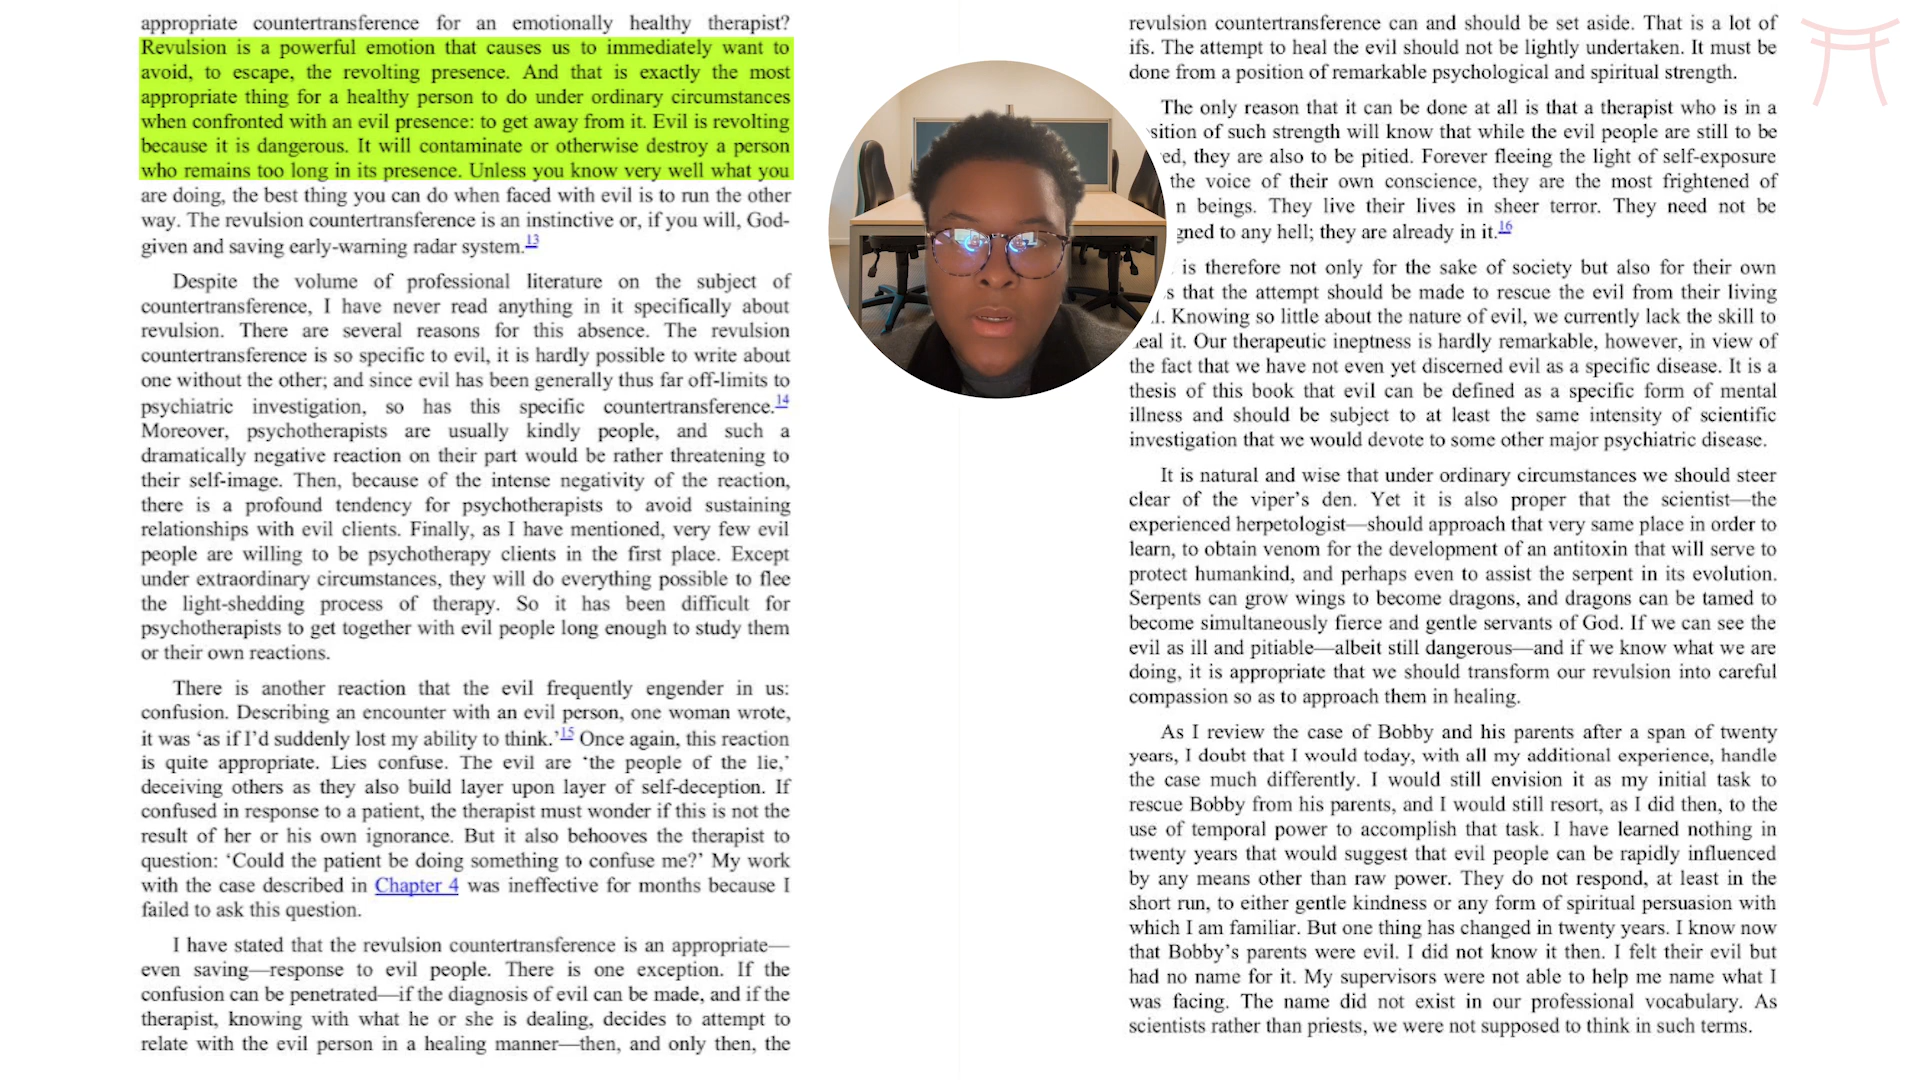 appropriate countertransference for an emotionally healthy therapist?
Revulsion is a powerful emotion that causes us to immediately want to
avoid, to escape, the revolting presence. And that is exactly the most
appropriate thing for a healthy person to do under ordinary circumstances
when confronted with an evil presence: to get away from it. Evil is revolting
because it is dangerous. It will contaminate or otherwise destroy a person
who remains too long in its presence. Unless you know very well what you
are doing, the best thing you can do when faced with evil is to run the other
way. The revulsion countertransference is an instinctive or, if you will, God-
given and saving early-warning radar system.13
Despite the volume of professional literature on the subject of
countertransference, I have never read anything in it specifically about
revulsion. There are several reasons for this absence. The revulsion
countertransference is so specific to evil, it is hardly possible to write about
one without the other; and since evil has been generally thus far off-limits to
psychiatric investigation, so has this specific countertransference.14
Moreover, psychotherapists are usually kindly people, and such a
dramatically negative reaction on their part would be rather threatening to
their self-image. Then, because of the intense negativity of the reaction,
there is a profound tendency for psychotherapists to avoid sustaining
relationships with evil clients. Finally, as I have mentioned, very few evil
people are willing to be psychotherapy clients in the first place. Except
under extraordinary circumstances, they will do everything possible to flee
the light-shedding process of therapy. So it has been difficult for
psychotherapists to get together with evil people long enough to study them
or their own reactions.
There is another reaction that the evil frequently engender in us:
confusion. Describing an encounter with an evil person, one woman wrote,
it was ‘as if I’d suddenly lost my ability to think.’15 Once again, this reaction
is quite appropriate. Lies confuse. The evil are ‘the people of the lie,’
deceiving others as they also build layer upon layer of self-deception. If
confused in response to a patient, the therapist must wonder if this is not the
result of her or his own ignorance. But it also behooves the therapist to
question: ‘Could the patient be doing something to confuse me?’ My work
with the case described in Chapter 4 was ineffective for months because I
failed to ask this question.
I have stated that the revulsion countertransference is an appropriate—
even saving—response to evil people. There is one exception. If the
confusion can be penetrated—if the diagnosis of evil can be made, and if the
therapist, knowing with what he or she is dealing, decides to attempt to
relate with the evil person in a healing manner—then, and only then, the
revulsion countertransference can and should be set aside. That is a lot of
ifs. The attempt to heal the evil should not be lightly undertaken. It must be
done from a position of remarkable psychological and spiritual strength.
The only reason that it can be done at all is that a therapist who is in a
sition of such strength will know that while the evil people are still to be
ed, they are also to be pitied. Forever fleeing the light of self-exposure
the voice of their own conscience, they are the most frightened of
n beings. They live their lives in sheer terror. They need not be
gned to any hell; they are already in it.16
is therefore not only for the sake of society but also for their own
s that the attempt should be made to rescue the evil from their living
l. Knowing so little about the nature of evil, we currently lack the skill to
eal it. Our therapeutic ineptness is hardly remarkable, however, in view of
the fact that we have not even yet discerned evil as a specific disease. It is a
thesis of this book that evil can be defined as a specific form of mental
illness and should be subject to at least the same intensity of scientific
investigation that we would devote to some other major psychiatric disease.
It is natural and wise that under ordinary circumstances we should steer
clear of the viper’s den. Yet it is also proper that the scientist—the
experienced herpetologist—should approach that very same place in order to
learn, to obtain venom for the development of an antitoxin that will serve to
protect humankind, and perhaps even to assist the serpent in its evolution.
Serpents can grow wings to become dragons, and dragons can be tamed to
become simultaneously fierce and gentle servants of God. If we can see the
evil as ill and pitiable—albeit still dangerous—and if we know what we are
doing, it is appropriate that we should transform our revulsion into careful
compassion so as to approach them in healing.
As I review the case of Bobby and his parents after a span of twenty
years, I doubt that I would today, with all my additional experience, handle
the case much differently. I would still envision it as my initial task to
rescue Bobby from his parents, and I would still resort, as I did then, to the
use of temporal power to accomplish that task. I have learned nothing in
twenty years that would suggest that evil people can be rapidly influenced
by any means other than raw power. They do not respond, at least in the
short run, to either gentle kindness or any form of spiritual persuasion with
which I am familiar. But one thing has changed in twenty years. I know now
that Bobby’s parents were evil. I did not know it then. I felt their evil but
had no name for it. My supervisors were not able to help me name what I
was facing. The name did not exist in our professional vocabulary. As
scientists rather than priests, we were not supposed to think in such terms.